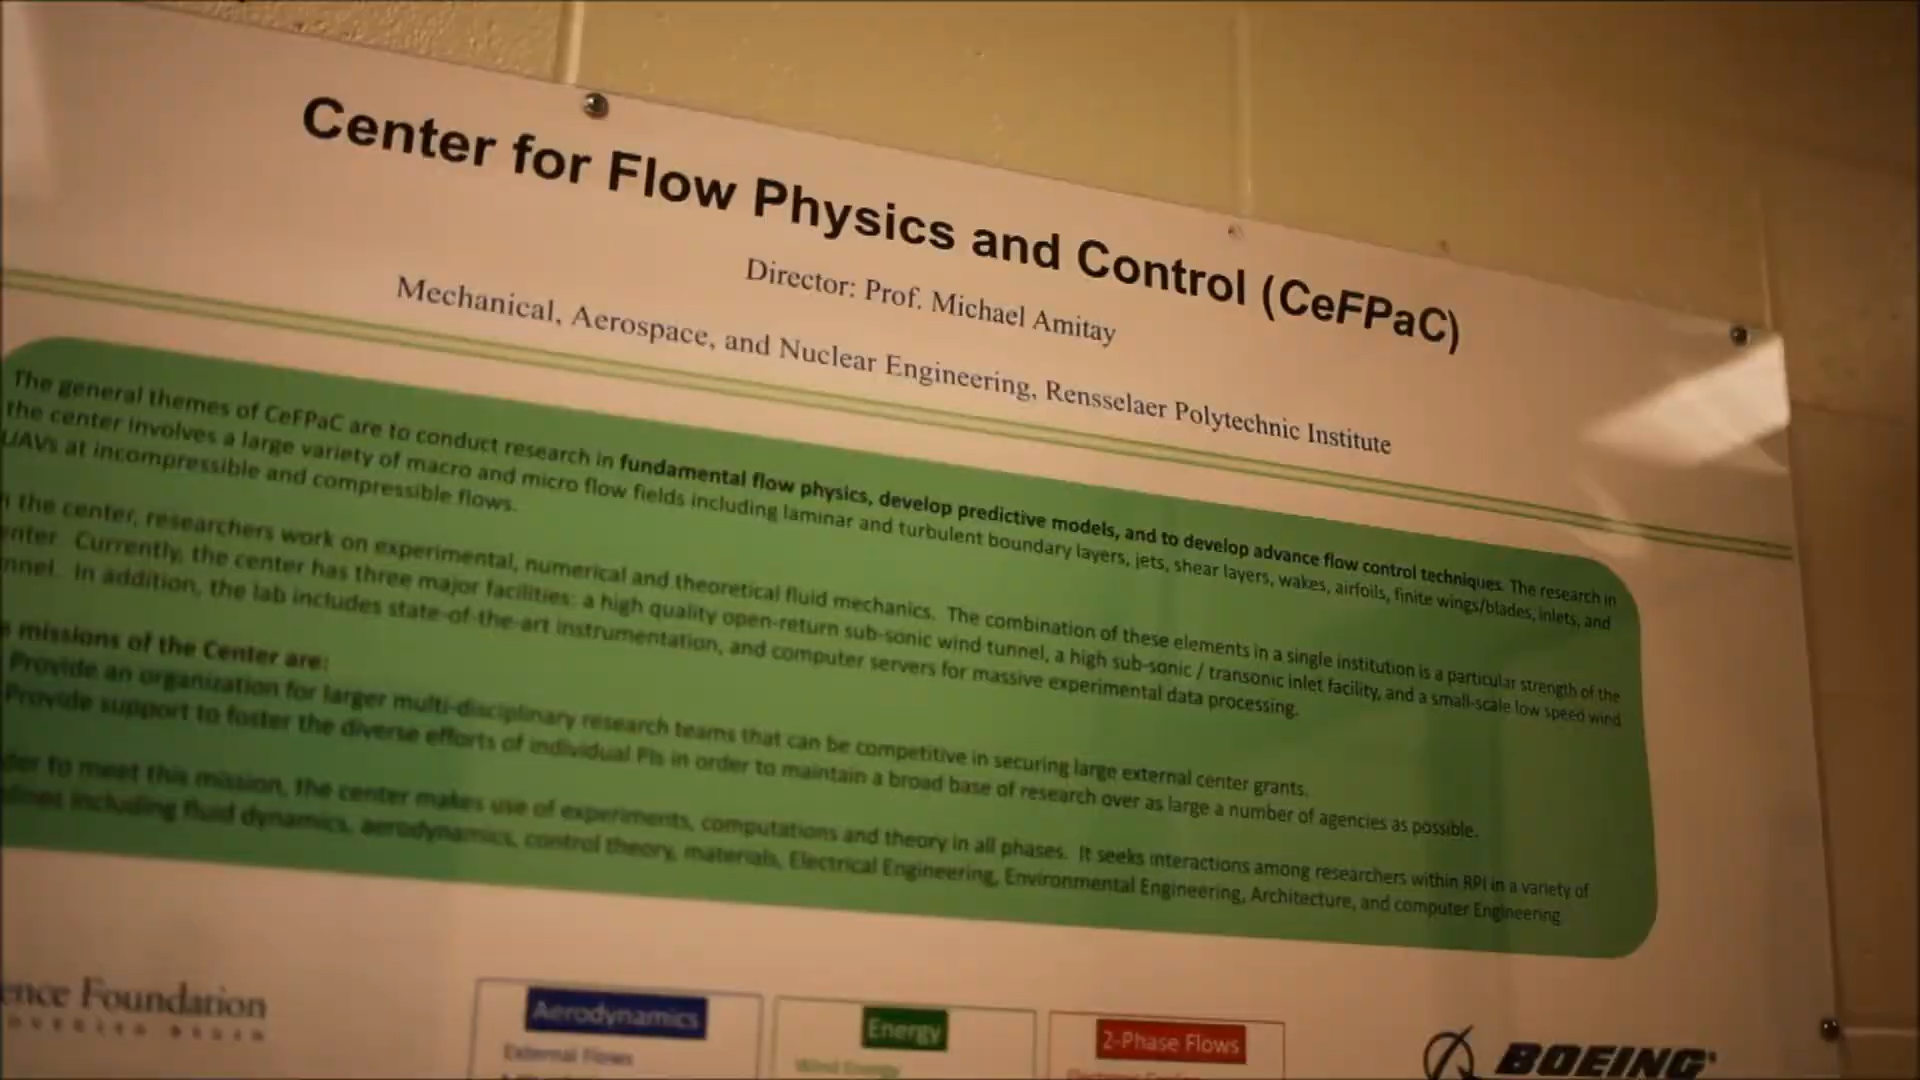 Center for Flow Physics and Control (CeFPaC)
Director: Prof. Michael Amitay
Mechanical, Aerospace, and Nuclear Engineering, Rensselaer Polytechnic Institute
The general themes of CeFPaC are to conduct research in fundamental flow physics, develop predictive models, and to develop advance flow control techniques. The research in
the center involves a large variety of macro and micro flow fields including laminar and turbulent boundary layers, jets, shear layers, wakes, airfoils, finite wings/blades, inlets, and
UAVs at incompressible and compressible flows.
the center, researchers work on experimental, numerical and theoretical fluid mechanics. The combination of these elements in a single institution is a particular strength of the
enter. Currently, the center has three major facilities: a high quality open-return sub-sonic wind tunnel, a high sub-sonic / transonic inlet facility, and a small-scale low speed wind
nnel. In addition, the lab includes state-of-the-art instrumentation, and computer servers for massive experimental data processing.
missions of the Center are:
Provide an organization for larger multi-disciplinary research teams that can be competitive in securing large external center grants.
Provide support to foster the diverse efforts of individual PIs in order to maintain a broad base of research over as large a number of agencies as possible.
der to meet this mission, the center makes use of experiments, computations and theory in all phases. It seeks interactions among researchers within RPI in a variety of
including fluid dynamics, aerodynamics, control theory, materials, Electrical Engineering, Environmental Engineering, Architecture, and computer Engineering.
ence Foundation
Aerodynamics
External Flows
Energy
Wind Energy
2-Phase Flows
BOEING